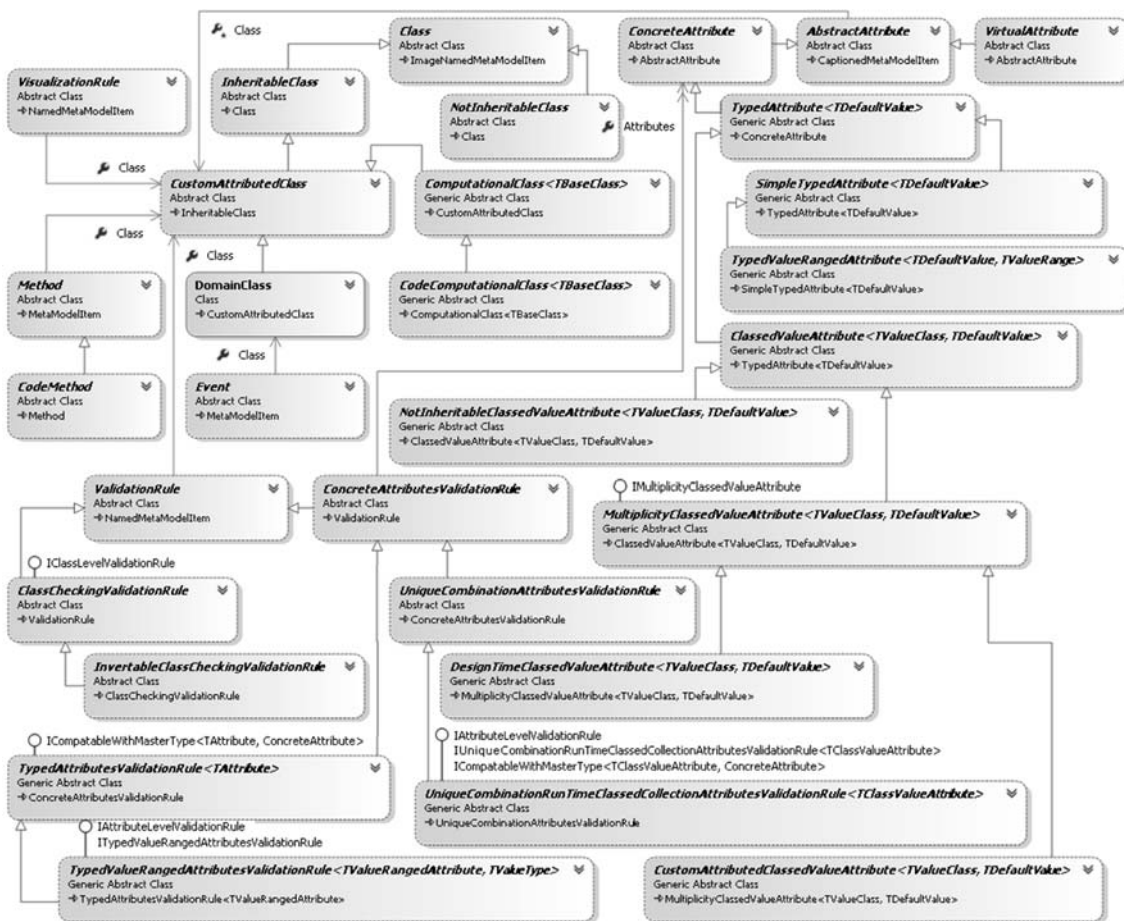 Class
Class
Abstract Class
ImageNamedMetaModelItem
ConcreteAttribute
Abstract Class
AbstractAttribute
AbstractAttribute
Abstract Class
CaptionedMetaModelItem
VirtualAttribute
Abstract Class
AbstractAttribute
VisualizationRule
Abstract Class
NamedMetaModelItem
InheritableClass
Abstract Class
Class
NotInheritableClass
Abstract Class
Class
Attributes
TypedAttribute<TDefaultValue>
Generic Abstract Class
ConcreteAttribute
Class
CustomAttributedClass
Abstract Class
InheritableClass
ComputationalClass<TBaseClass>
Generic Abstract Class
CustomAttributedClass
SimpleTypedAttribute<TDefaultValue>
Generic Abstract Class
TypedAttribute<TDefaultValue>
Class
Class
Method
Abstract Class
MetaModelItem
DomainClass
Class
CustomAttributedClass
CodeComputationalClass<TBaseClass>
Generic Abstract Class
ComputationalClass<TBaseClass>
TypedValueRangedAttribute<TDefaultValue, TValueRange>
Generic Abstract Class
SimpleTypedAttribute<TDefaultValue>
Class
ClassedValueAttribute<TValueClass, TDefaultValue>
Generic Abstract Class
TypedAttribute<TDefaultValue>
CodeMethod
Abstract Class
Method
Event
Abstract Class
MetaModelItem
NotInheritableClassedValueAttribute<TValueClass, TDefaultValue>
Generic Abstract Class
ClassedValueAttribute<TValueClass, TDefaultValue>
ValidationRule
Abstract Class
NamedMetaModelItem
ConcreteAttributesValidationRule
Abstract Class
ValidationRule
IMultiplicityClassedValueAttribute
MultiplicityClassedValueAttribute<TValueClass, TDefaultValue>
Generic Abstract Class
ClassedValueAttribute<TValueClass, TDefaultValue>
IClassLevelValidationRule
ClassCheckingValidationRule
Abstract Class
ValidationRule
UniqueCombinationAttributesValidationRule
Abstract Class
ConcreteAttributesValidationRule
InvertableClassCheckingValidationRule
Abstract Class
ClassCheckingValidationRule
DesignTimeClassedValueAttribute<TValueClass, TDefaultValue>
Generic Abstract Class
MultiplicityClassedValueAttribute<TValueClass, TDefaultValue>
ICompatableWithMasterType<TAttribute, ConcreteAttribute>
TypedAttributesValidationRule<TAttribute>
Generic Abstract Class
ConcreteAttributesValidationRule
IAttributeLevelValidationRule
IUniqueCombinationRunTimeClassedCollectionAttributesValidationRule<TClassValueAttribute>
ICompatableWithMasterType<TClassValueAttribute, ConcreteAttribute>
UniqueCombinationRunTimeClassedCollectionAttributesValidationRule<TClassValueAttribute>
Generic Abstract Class
UniqueCombinationAttributesValidationRule
IAttributeLevelValidationRule
ITypedValueRangedAttributesValidationRule
TypedValueRangedAttributesValidationRule<TValueRangedAttribute, TValueType>
Generic Abstract Class
TypedAttributesValidationRule<TValueRangedAttribute>
CustomAttributedClassedValueAttribute<TValueClass, TDefaultValue>
Generic Abstract Class
MultiplicityClassedValueAttribute<TValueClass, TDefaultValue>